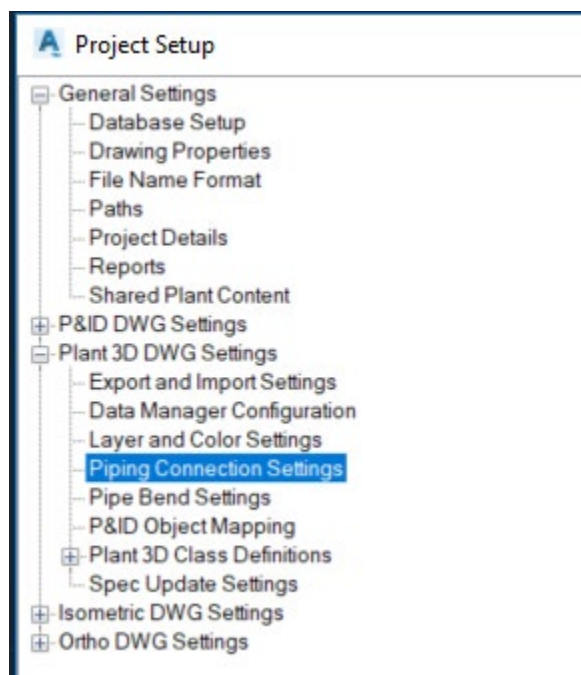 Project Setup
General Settings
Database Setup
Drawing Properties
File Name Format
Paths
Project Details
Reports
Shared Plant Content
P&ID DWG Settings
Plant 3D DWG Settings
Export and Import Settings
Data Manager Configuration
Layer and Color Settings
Piping Connection Settings
Pipe Bend Settings
P&ID Object Mapping
Plant 3D Class Definitions
Spec Update Settings
Isometric DWG Settings
Ortho DWG Settings